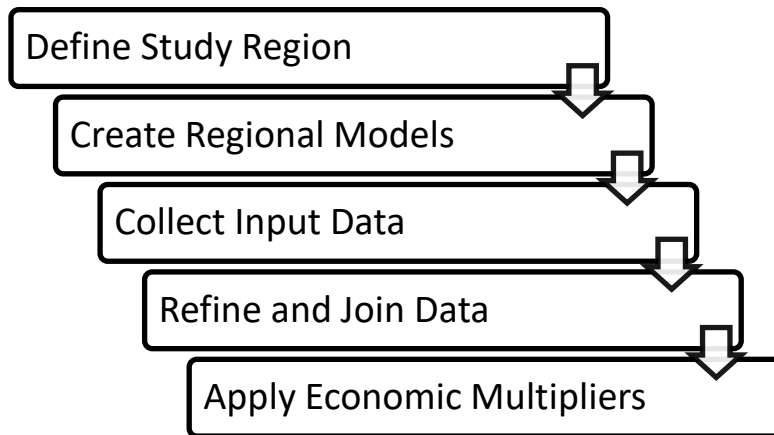 Define Study Region
Create Regional Models
Collect Input Data
Refine and Join Data
Apply Economic Multipliers